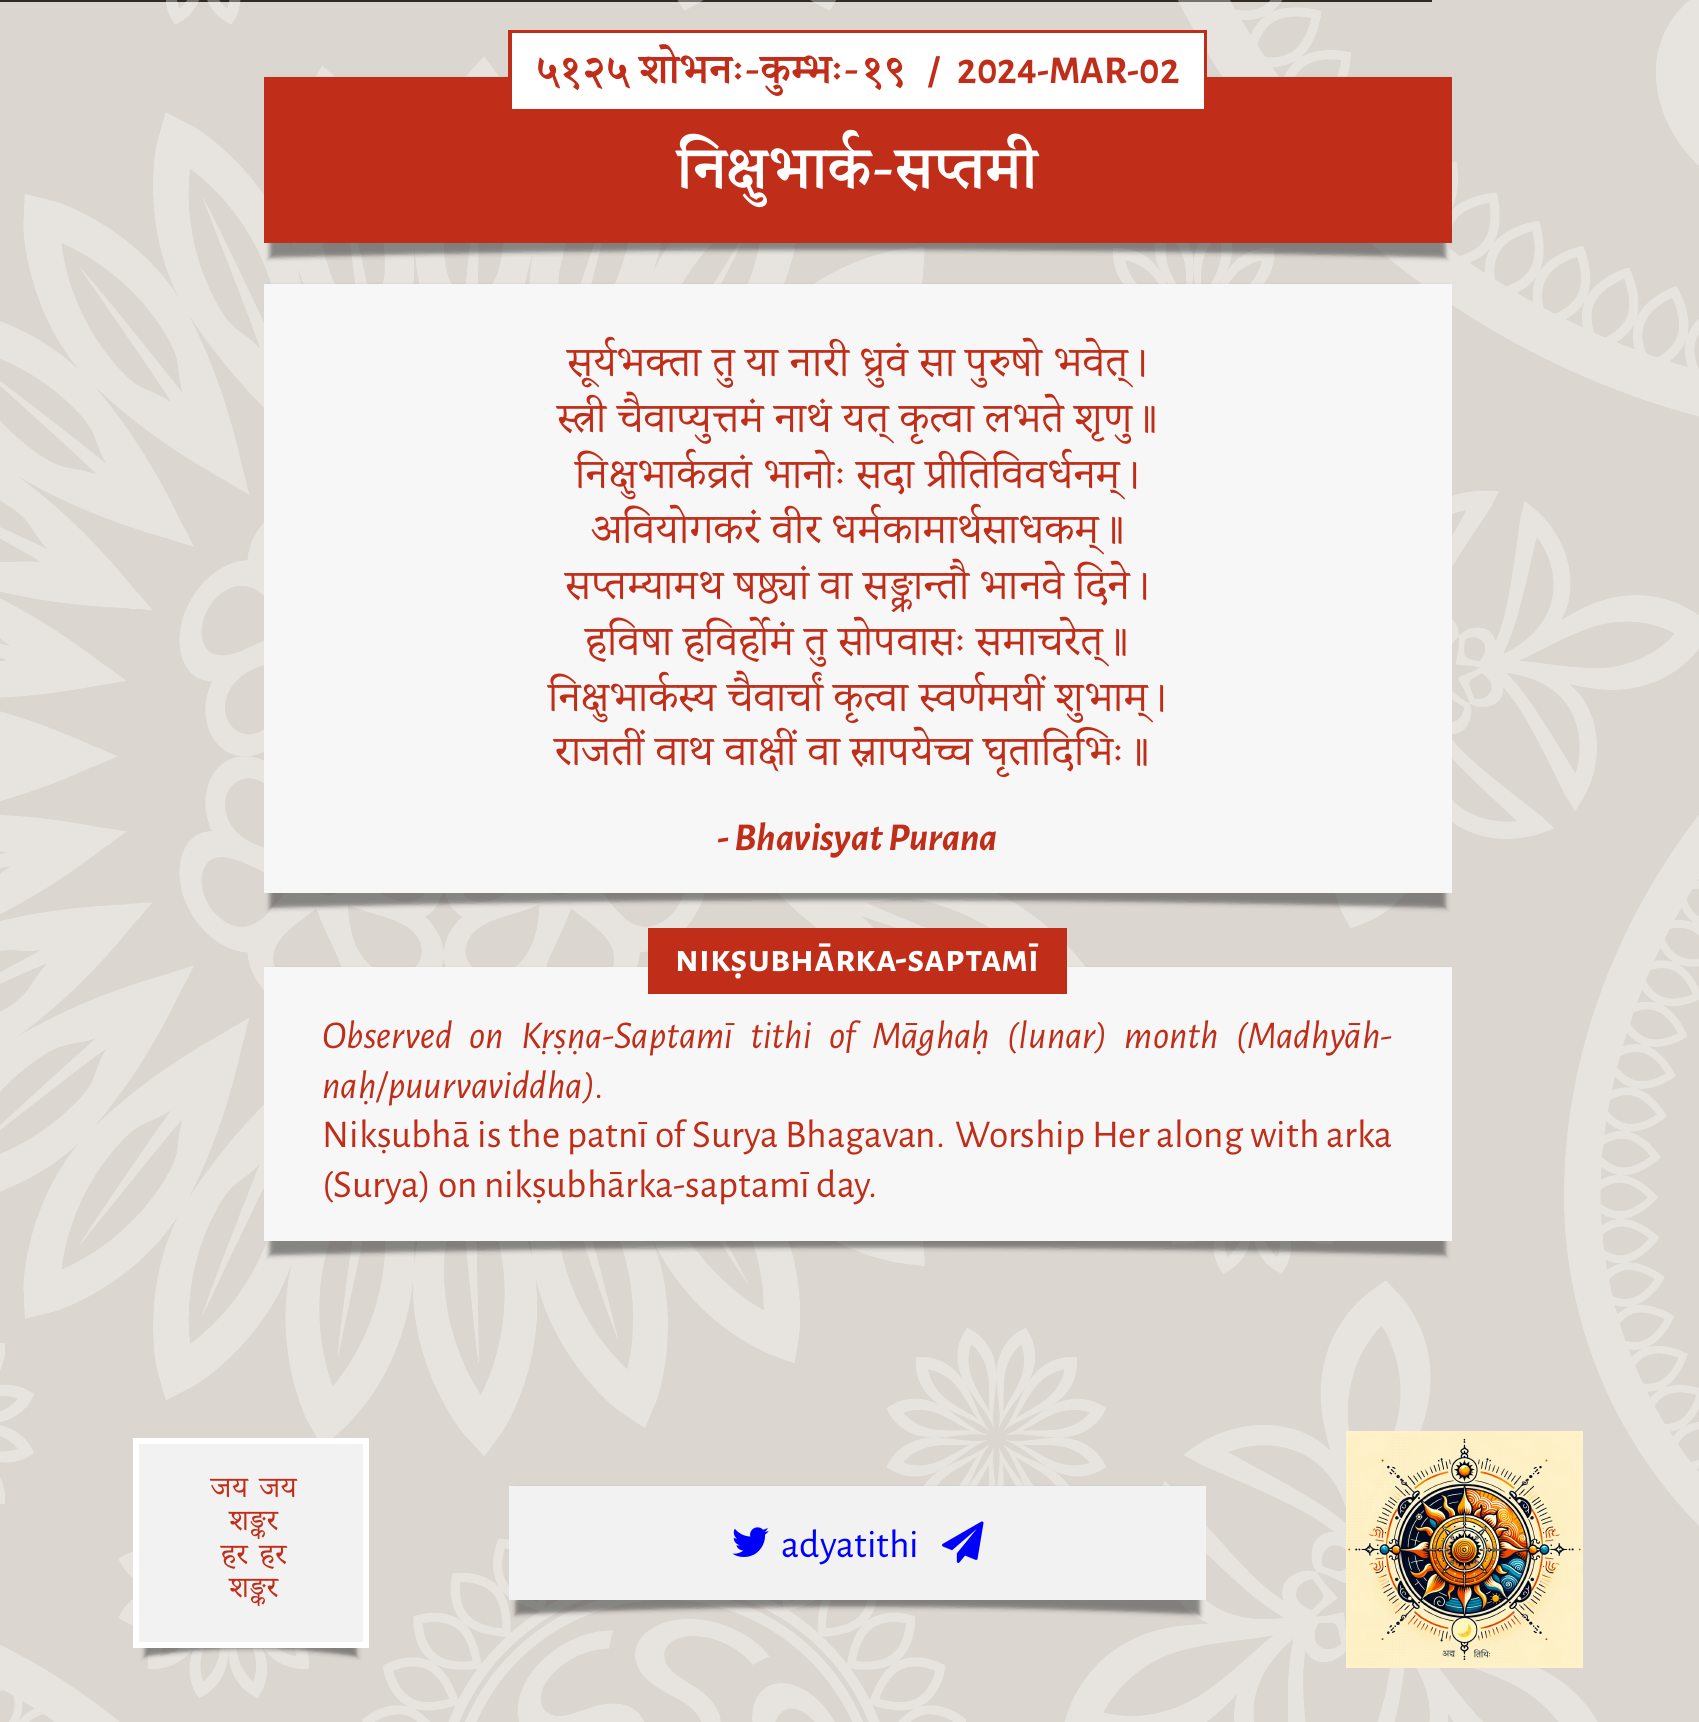 ५१२५ शोभनः-कुम्भः-१९ / 2024-MAR-02
निक्षुभार्क-सप्तमी
सूर्यभक्ता तु या नारी ध्रुवं सा पुरुषो भवेत्।
स्त्री चैवाप्युत्तमं नाथं यत् कृत्वा लभते शृणु॥
निक्षुभार्कव्रतं भानोः सदा प्रीतिविवर्धनम्।
अवियोगकरं वीर धर्मकामार्थसाधकम्॥
सप्तम्यामथ षष्ठ्यां वा सङ्क्रान्तौ भानवे दिने।
हविषा हविर्होमं तु सोपवासः समाचरेत्॥
निक्षुभार्कस्य चैवार्चां कृत्वा स्वर्णमयीं शुभाम्।
राजतीं वाथ वार्क्षीं वा स्नापयेच्च घृतादिभिः॥
- Bhavisyat Purana
NIKṢUBHĀRKA-SAPTAMĪ
Observed on Kṛṣṇa-Saptamī tithi of Māghaḥ (lunar) month (Madhyāh-
naḥ/puurvaviddha).
Nikṣubhā is the patnī of Surya Bhagavan. Worship Her along with arka
(Surya) on nikṣubhārka-saptamī day.
जय जय
शङ्कर
हर हर
शङ्कर
adyatithi
अद्य तिथिः